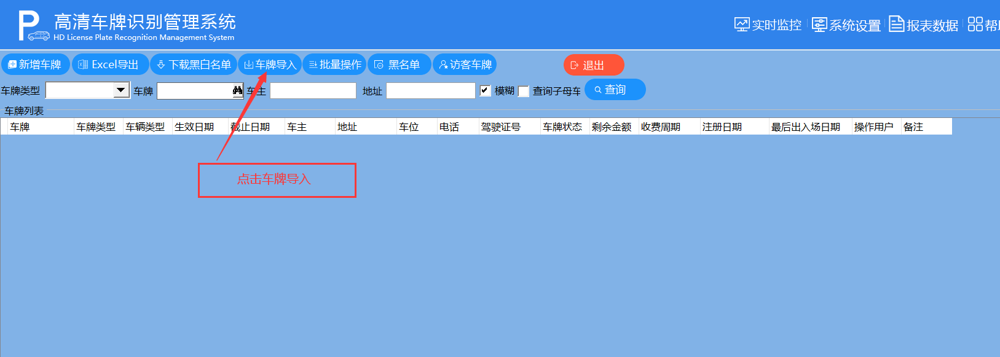 P 高清车牌识别管理系统
HD License Plate Recognition Management System
实时监控 系统设置 报表数据
新增车牌 Excel导出 下载黑白名单 车牌导入 批量操作 黑名单 访客车牌 退出
车牌类型 车牌 车主 地址 模糊 查询子母车 查询
车牌列表
车牌 车牌类型 车辆类型 生效日期 截止日期 车主 地址 车位 电话 驾驶证号 车牌状态 剩余金额 收费周期 注册日期 最后出入场日期 操作用户 备注
点击车牌导入